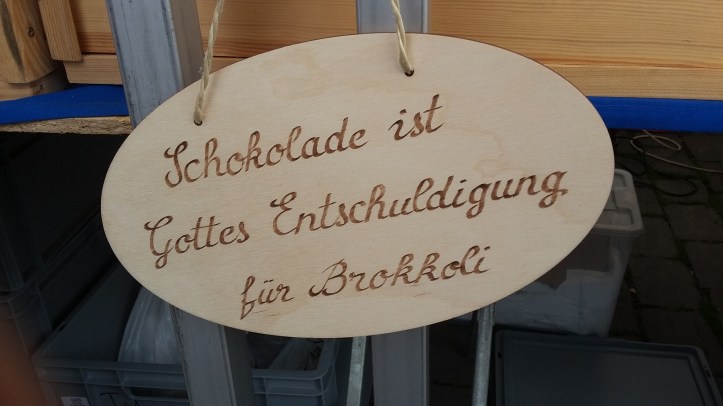 Schokolade ist
Gottes Entschuldigung
für Brokkoli